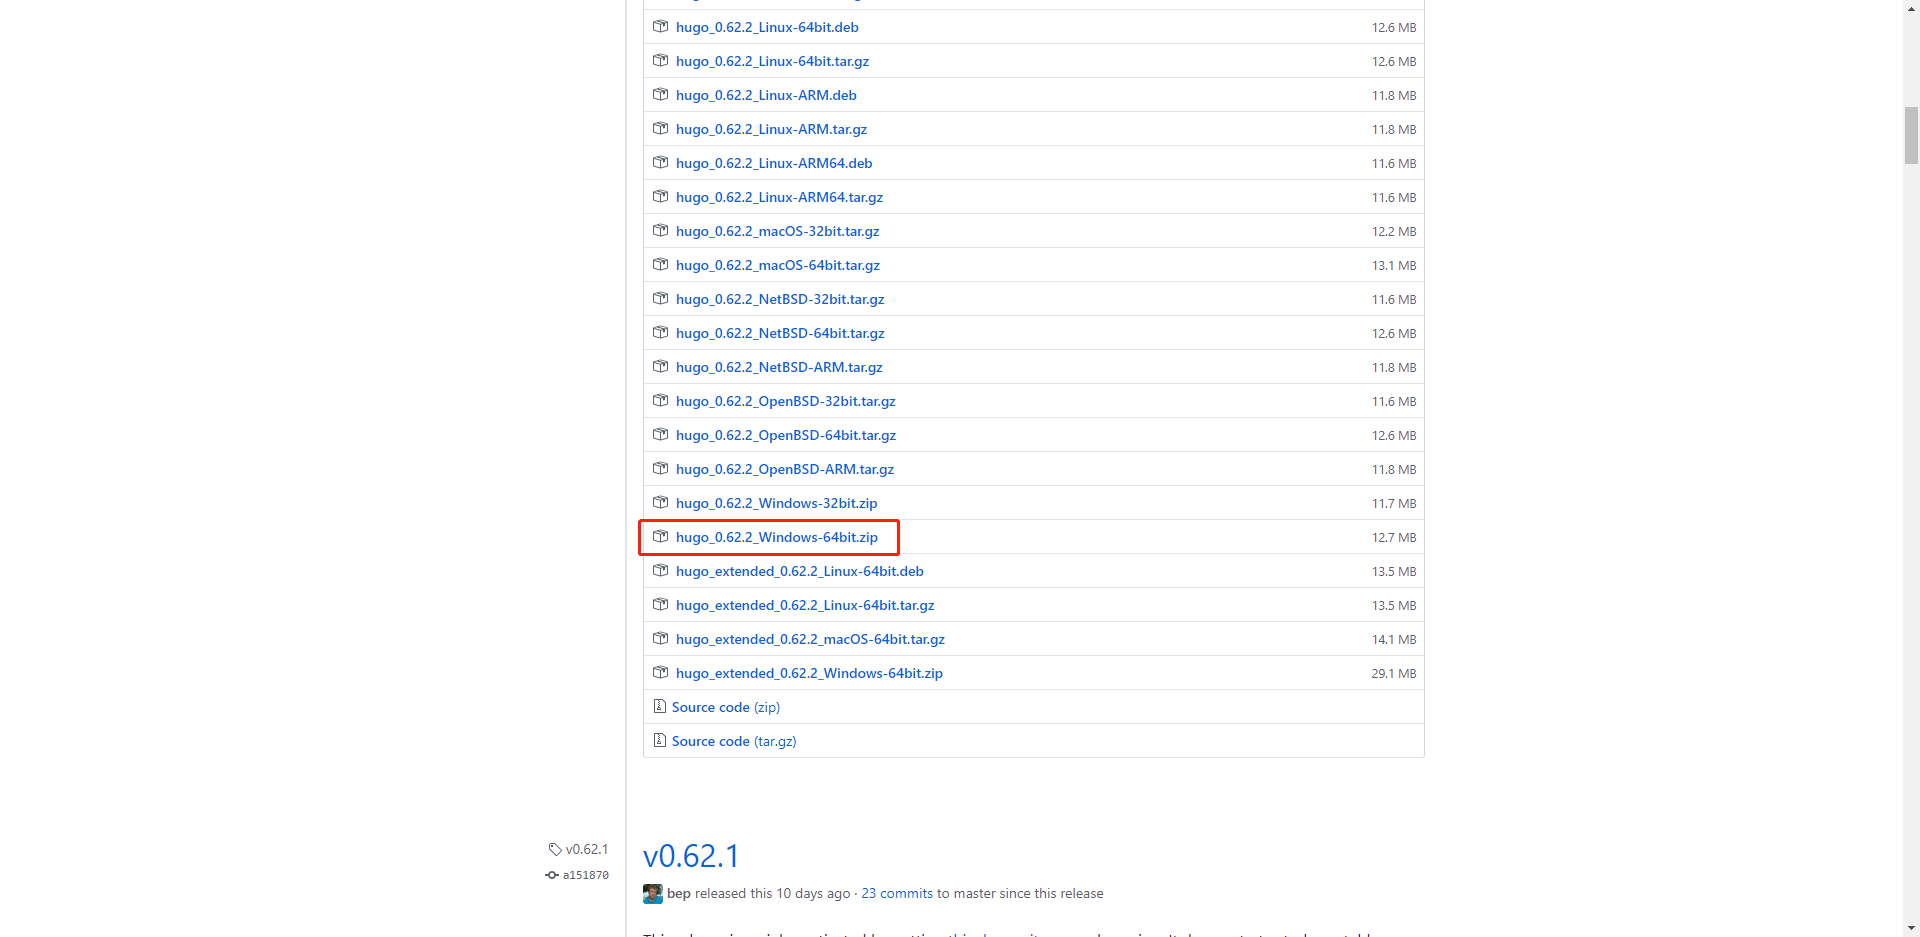 hugo_0.62.2_Linux-64bit.deb 12.6 MB
hugo_0.62.2_Linux-64bit.tar.gz 12.6 MB
hugo_0.62.2_Linux-ARM.deb 11.8 MB
hugo_0.62.2_Linux-ARM.tar.gz 11.8 MB
hugo_0.62.2_Linux-ARM64.deb 11.6 MB
hugo_0.62.2_Linux-ARM64.tar.gz 11.6 MB
hugo_0.62.2_macOS-32bit.tar.gz 12.2 MB
hugo_0.62.2_macOS-64bit.tar.gz 13.1 MB
hugo_0.62.2_NetBSD-32bit.tar.gz 11.6 MB
hugo_0.62.2_NetBSD-64bit.tar.gz 12.6 MB
hugo_0.62.2_NetBSD-ARM.tar.gz 11.8 MB
hugo_0.62.2_OpenBSD-32bit.tar.gz 11.6 MB
hugo_0.62.2_OpenBSD-64bit.tar.gz 12.6 MB
hugo_0.62.2_OpenBSD-ARM.tar.gz 11.8 MB
hugo_0.62.2_Windows-32bit.zip 11.7 MB
hugo_0.62.2_Windows-64bit.zip 12.7 MB
hugo_extended_0.62.2_Linux-64bit.deb 13.5 MB
hugo_extended_0.62.2_Linux-64bit.tar.gz 13.5 MB
hugo_extended_0.62.2_macOS-64bit.tar.gz 14.1 MB
hugo_extended_0.62.2_Windows-64bit.zip 29.1 MB
Source code (zip)
Source code (tar.gz)
v0.62.1
a151870
v0.62.1
bep released this 10 days ago · 23 commits to master since this release